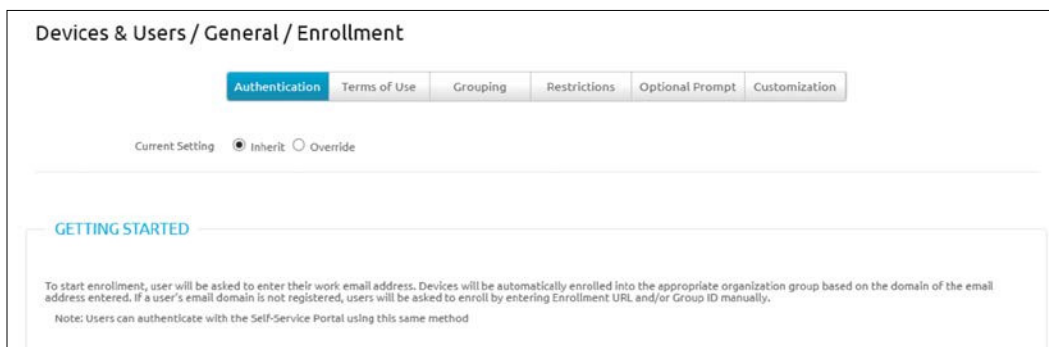 Devices & Users / General / Enrollment
Authentication Terms of Use Grouping Restrictions Optional Prompt Customization
Current Setting Inherit Override
GETTING STARTED
To start enrollment, user will be asked to enter their work email address. Devices will be automatically enrolled into the appropriate organization group based on the domain of the email
address entered. If a user's email domain is not registered, users will be asked to enroll by entering Enrollment URL and/or Group ID manually.
Note: Users can authenticate with the Self-Service Portal using this same method